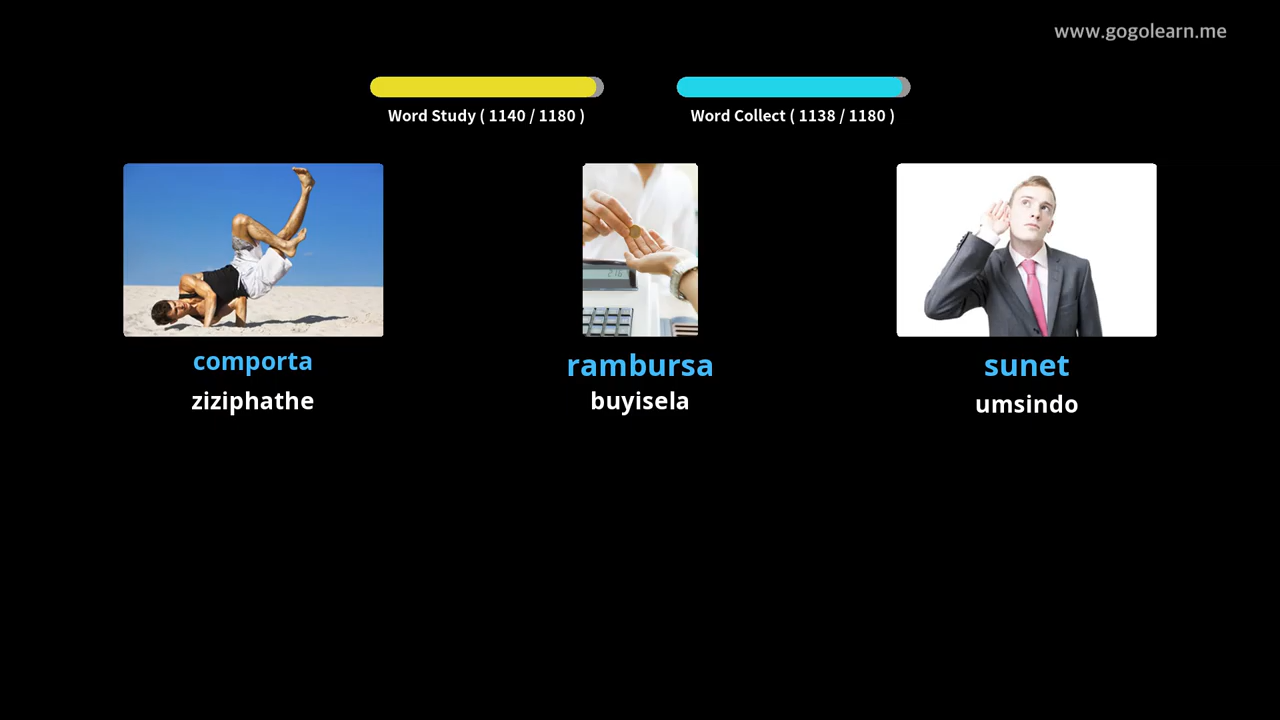 www.gogolearn.me
Word Study ( 1140 / 1180 )
Word Collect ( 1138 / 1180 )
comporta
ziziphathe
rambursa
buyisela
sunet
umsindo